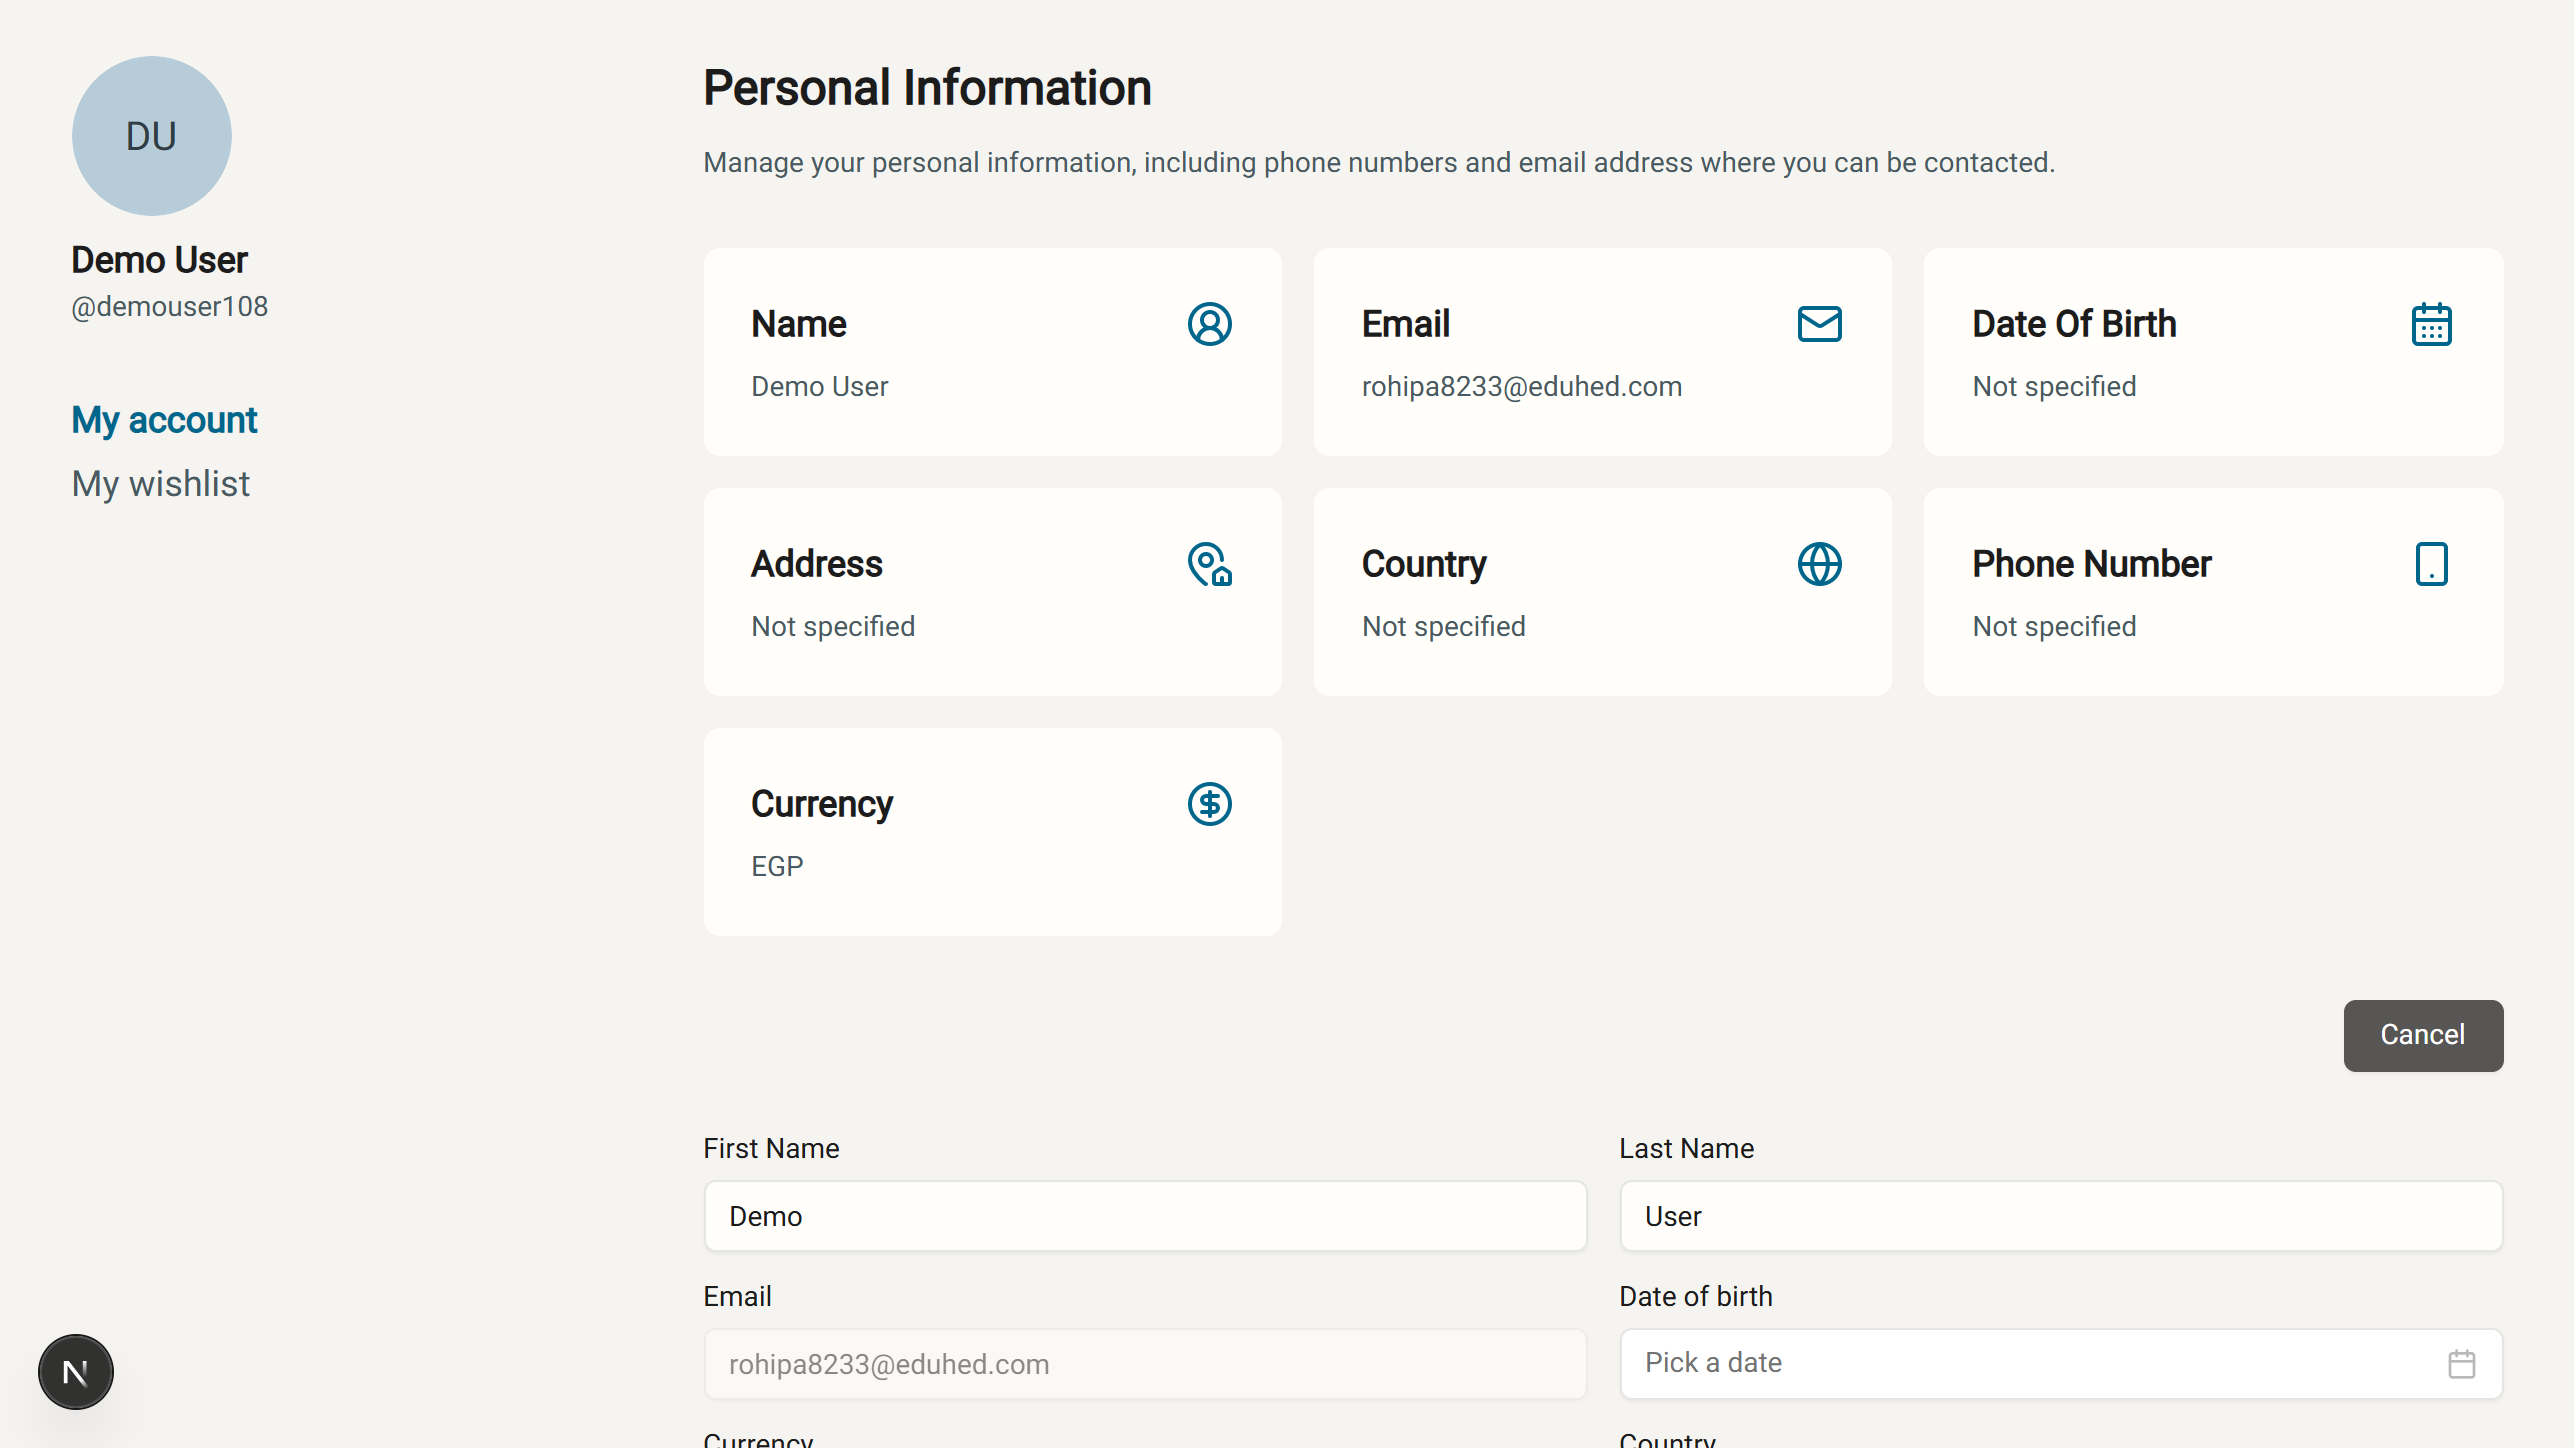 DU
Demo User
@demouser108
My account
My wishlist
Personal Information
Manage your personal information, including phone numbers and email address where you can be contacted.
Name
Demo User
Email
rohipa8233@eduhed.com
Date Of Birth
Not specified
Address
Not specified
Country
Not specified
Phone Number
Not specified
Currency
EGP
Cancel
First Name
Demo
Last Name
User
Email
rohipa8233@eduhed.com
Date of birth
Pick a date
Currency
Country
N